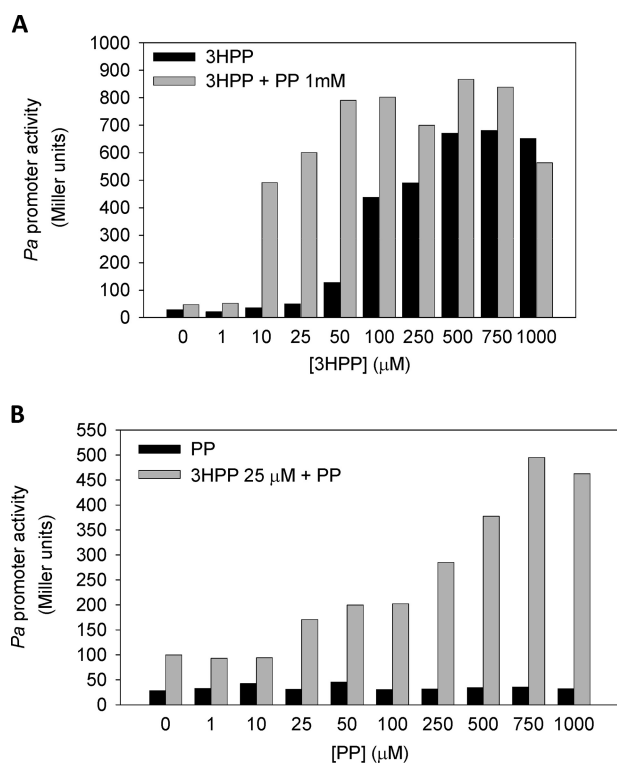 A
3HPP
3HPP + PP 1mM
Pa promoter activity
(Miller units)
1000
900
800
700
600
500
400
300
200
100
0
0 1 10 25 50 100 250 500 750 1000
[3HPP] (μM)
B
PP
3HPP 25 μM + PP
Pa promoter activity
(Miller units)
550
500
450
400
350
300
250
200
150
100
50
0
0 1 10 25 50 100 250 500 750 1000
[PP] (μM)